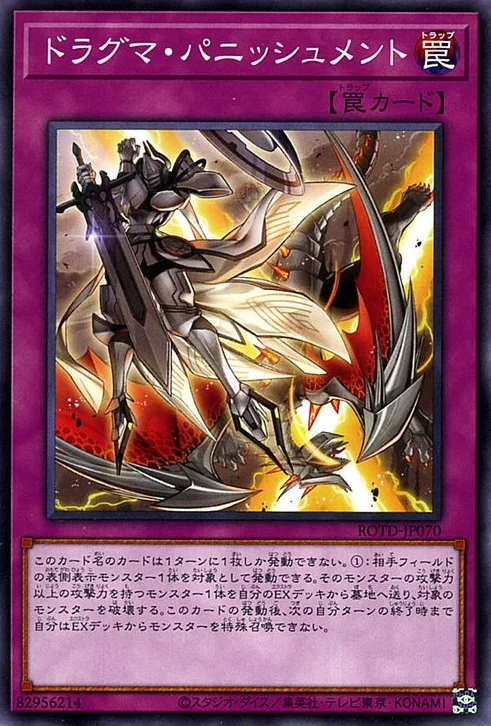 ドラグマ・パニッシュメント 罠
トラップ
【罠カード】
トラップ
ROTD-JP070
このカード名のカードは1ターンに1枚しか発動できない。①:相手フィールド
の表側表示モンスター1体を対象として発動できる。そのモンスターの攻撃力
以上の攻撃力を持つモンスター1体を自分のEXデッキから墓地へ送り、対象の
モンスターを破壊する。このカードの発動後、次の自分ターンの終了時まで
自分はEXデッキからモンスターを特殊召喚できない。
82956214
©スタジオ・ダイス/集英社・テレビ東京・KONAMI